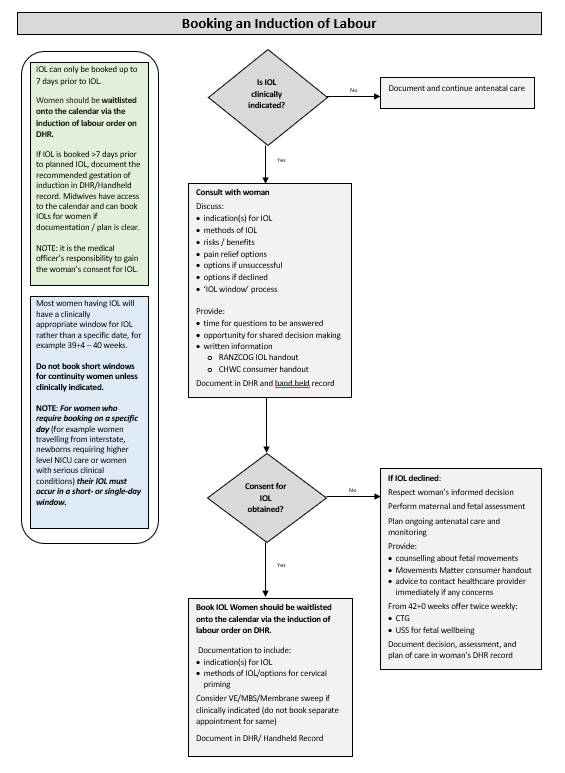 Booking an Induction of Labour
IOL can only be booked up to
7 days prior to IOL.
Women should be waitlisted
onto the calendar via the
induction of labour order on
DHR.
If IOL is booked >7 days prior
to planned IOL, document the
recommended gestation of
induction in DHR/Handheld
record. Midwives have access
to the calendar and can book
IOLs for women if
documentation / plan is clear.
NOTE: it is the medical
officer's responsibility to gain
the woman's consent for IOL.
Most women having IOL will
have a clinically
appropriate window for IOL
rather than a specific date, for
example 39+4 – 40 weeks.
Do not book short windows
for continuity women unless
clinically indicated.
NOTE: For women who
require booking on a specific
day (for example women
travelling from interstate,
newborns requiring higher
level NICU care or women
with serious clinical
conditions) their IOL must
occur in a short- or single-day
window.
Is IOL
clinically
indicated?
No
Document and continue antenatal care
Yes
Consult with woman
Discuss:
• indication(s) for IOL
• methods of IOL
• risks / benefits
• pain relief options
• options if unsuccessful
• options if declined
• 'IOL window' process
Provide:
• time for questions to be answered
• opportunity for shared decision making
• written information
o RANZCOG IOL handout
o CHWC consumer handout
Document in DHR and hand held record
Consent for
IOL
obtained?
No
If IOL declined:
Respect woman's informed decision
Perform maternal and fetal assessment
Plan ongoing antenatal care and
monitoring
Provide:
• counselling about fetal movements
• Movements Matter consumer handout
• advice to contact healthcare provider
immediately if any concerns
From 42+0 weeks offer twice weekly:
• CTG
• USS for fetal wellbeing
Document decision, assessment, and
plan of care in woman's DHR record
Yes
Book IOL Women should be waitlisted
onto the calendar via the induction of
labour order on DHR.
Documentation to include:
• indication(s) for IOL
• methods of IOL/options for cervical
priming
Consider VE/MBS/Membrane sweep if
clinically indicated (do not book separate
appointment for same)
Document in DHR/ Handheld Record